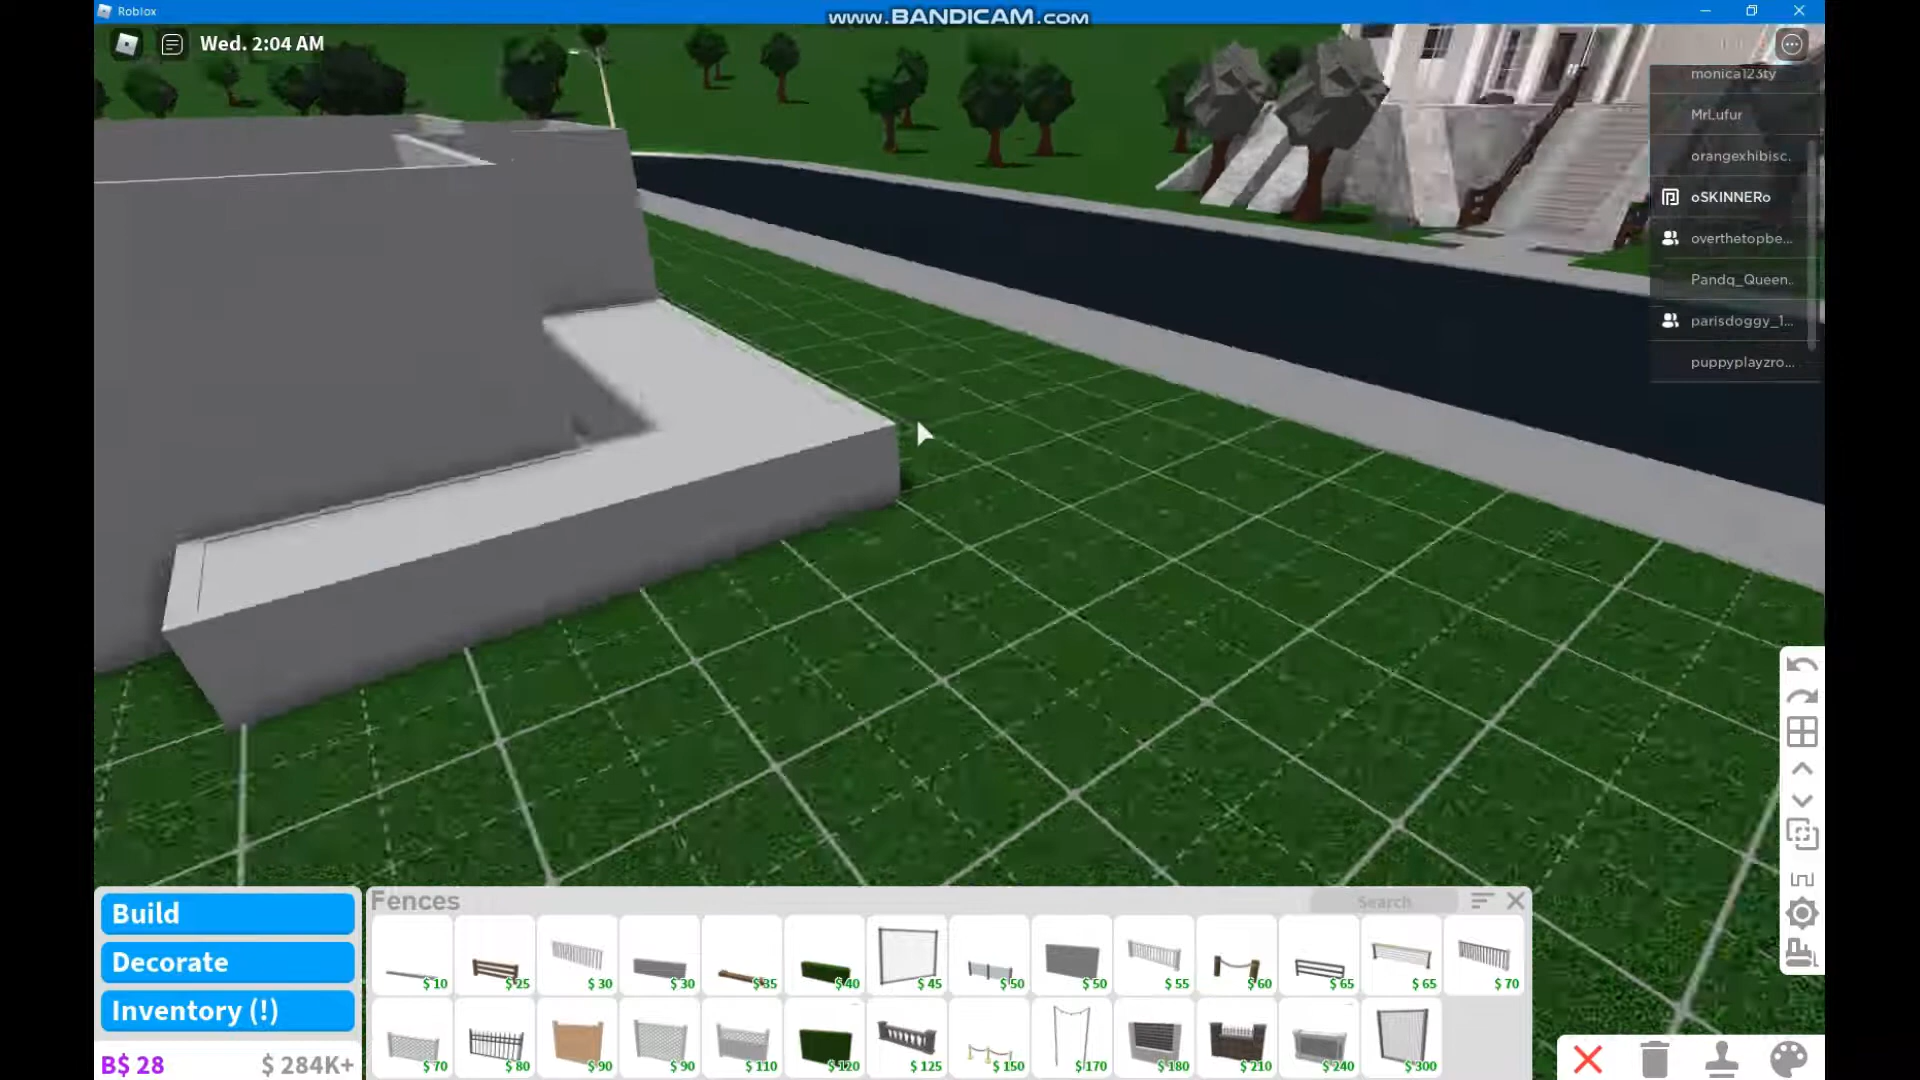 Roblox
www.BANDICAM.com
Wed. 2:04 AM
monica123ty
MrLufur
orangexhibisc.
oSKINNERo
overthetopbe...
Pandq_Queen..
parisdoggy_1...
puppyplayzro...
Build
Decorate
Inventory (!)
B$ 28
$ 284K+
Fences
Search
$10
$25
$ 30
$ 30
$35
$40
$ 45
$50
$ 50
$ 55
$60
$65
$ 65
$ 70
$70
$ 80
$90
$ 90
$ 110
$120
$ 125
$ 150
$170
$ 180
$ 210
$ 240
$300